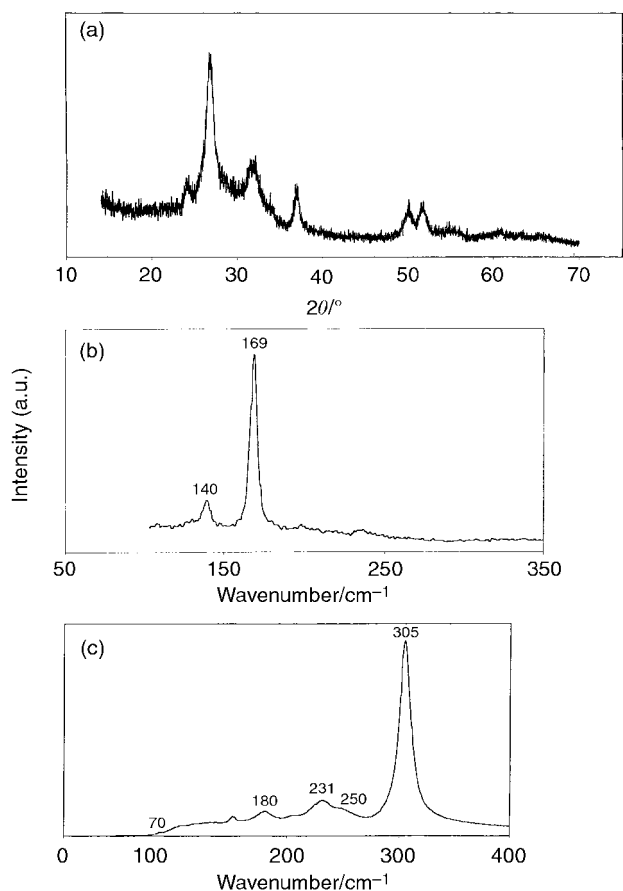 (a)
10 20 30 40 50 60 70
2θ/°
(b)
169
140
50 150 250 350
Wavenumber/cm⁻¹
Intensity (a.u.)
(c)
305
70 180 231 250
0 100 200 300 400
Wavenumber/cm⁻¹